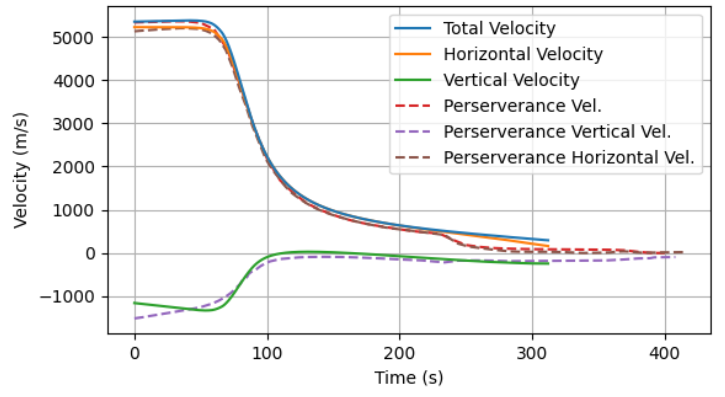 5000
4000
3000
2000
1000
0
−1000
Velocity (m/s)
Total Velocity
Horizontal Velocity
Vertical Velocity
Perserverance Vel.
Perserverance Vertical Vel.
Perserverance Horizontal Vel.
0 100 200 300 400
Time (s)